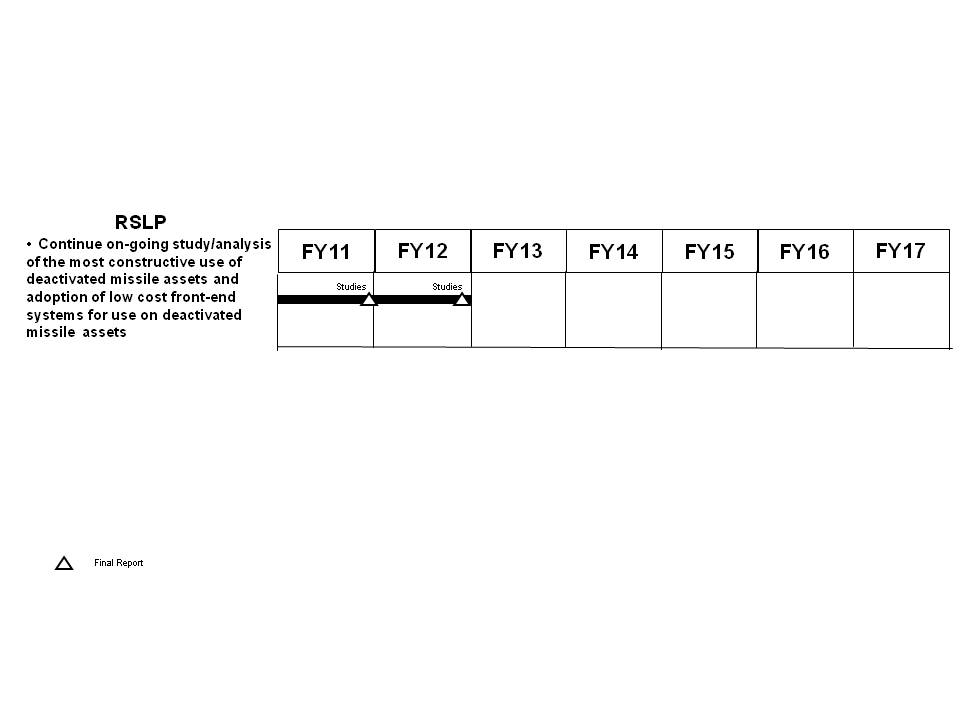 RSLP
• Continue on-going study/analysis
of the most constructive use of
deactivated missile assets and
adoption of low cost front-end
systems for use on deactivated
missile assets
FY11 FY12 FY13 FY14 FY15 FY16 FY17
Studies Studies
Final Report